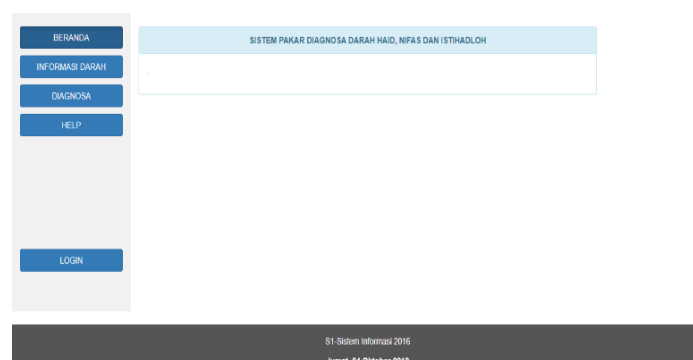 BERANDA
SISTEM PAKAR DIAGNOSA DARAH HAID, NIFAS DAN ISTIHADLOH
INFORMASI DARAH
DIAGNOSA
HELP
LOGIN
S1-Sistem Informasi 2016